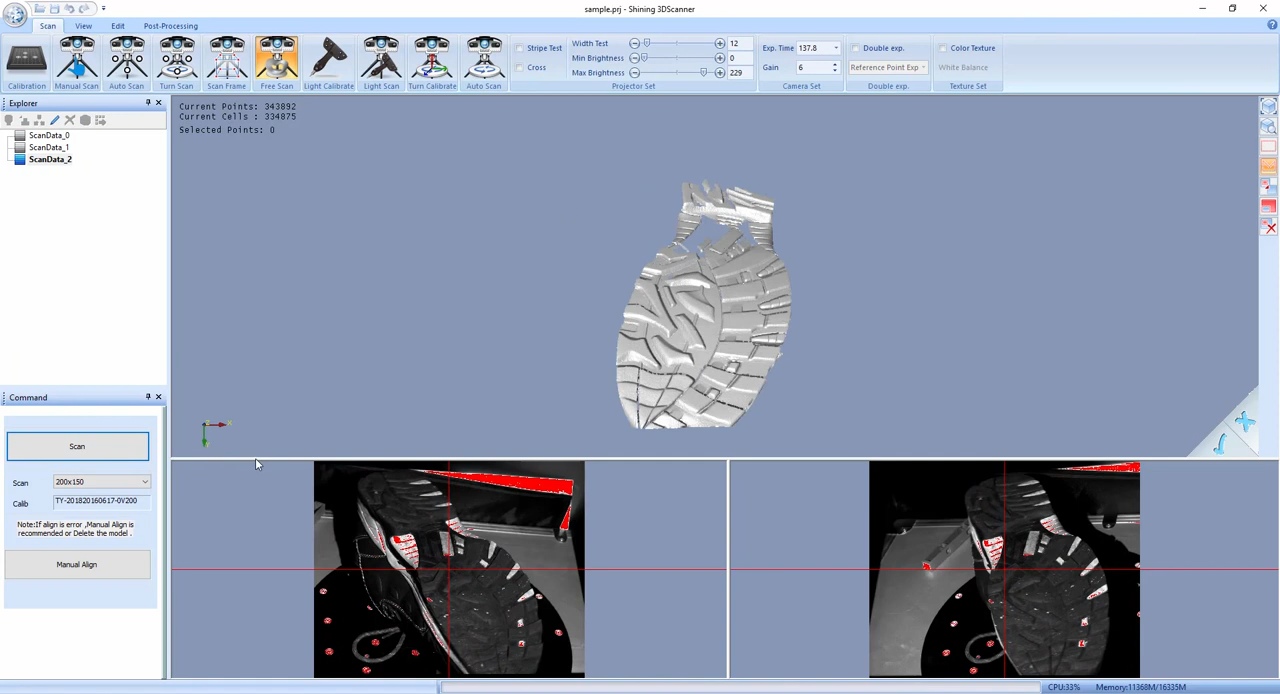 sample.prj - Shining 3DScanner
Scan View Edit Post-Processing
Calibration Manual Scan Auto Scan Turn Scan Scan Frame Free Scan Light Calibrate Light Scan Turn Calibrate Auto Scan
Stripe Test
Cross
Width Test 12
Min Brightness 0
Max Brightness 229
Projector Set
Exp. Time 137.8
Gain 6
Camera Set
Double exp.
Reference Point Exp
Double exp.
Color Texture
White Balance
Texture Set
Explorer
ScanData_0
ScanData_1
ScanData_2
Current Points: 343892
Current Cells : 334875
Selected Points: 0
Command
Scan
Scan 200x150
Calib TY-201820160617-0V200
Note:If align is error ,Manual Align is
recommended or Delete the model .
Manual Align
CPU:33% Memory:11368M/16335M